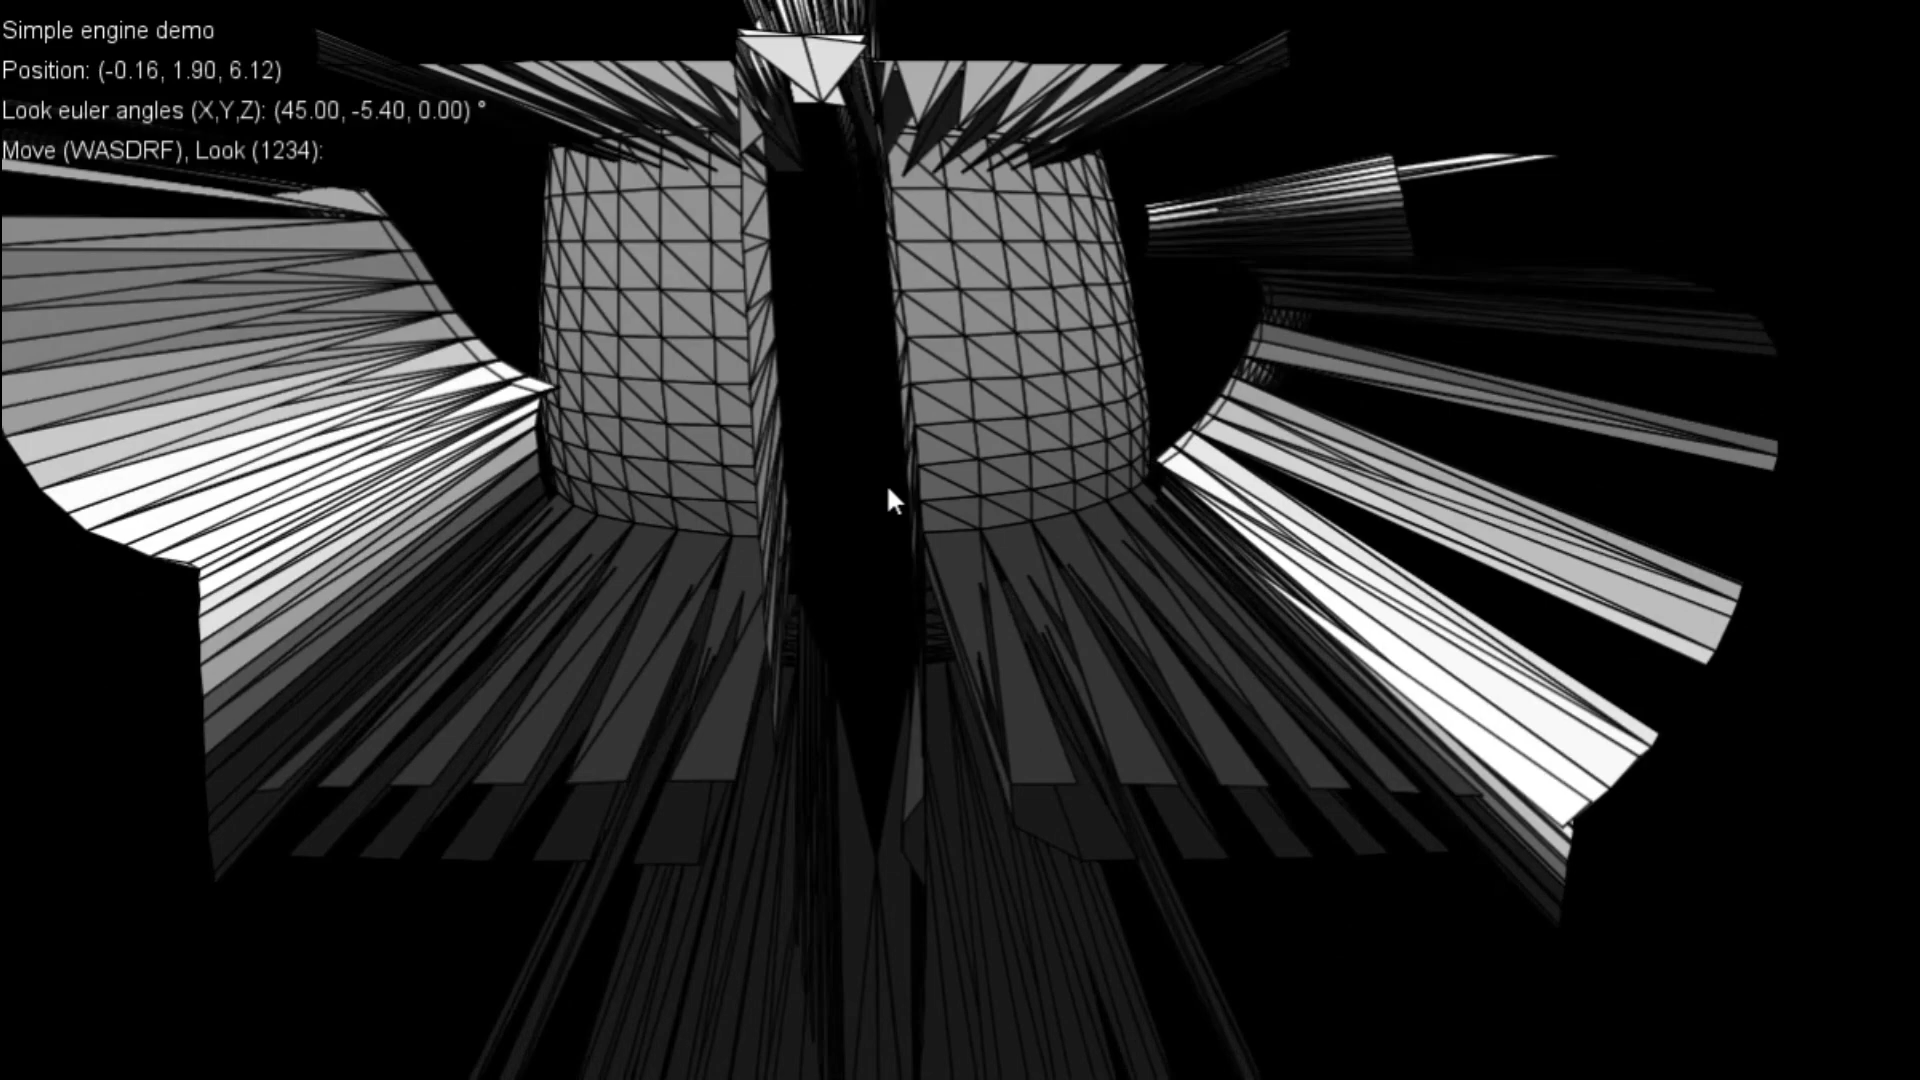 Simple engine demo
Position: (-0.16, 1.90, 6.12)
Look euler angles (X,Y,Z): (45.00, -5.40, 0.00) °
Move (WASDRF), Look (1234):